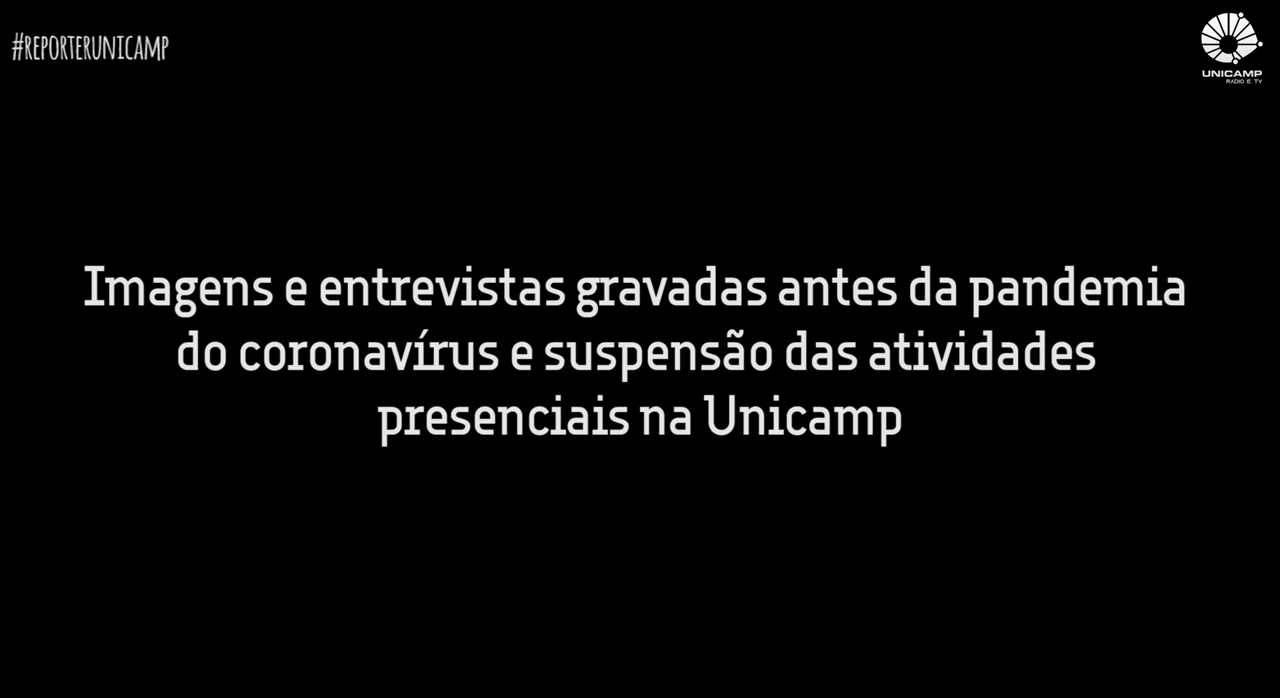 #REPORTERUNICAMP
UNICAMP
RÁDIO E TV
Imagens e entrevistas gravadas antes da pandemia
do coronavírus e suspensão das atividades
presenciais na Unicamp